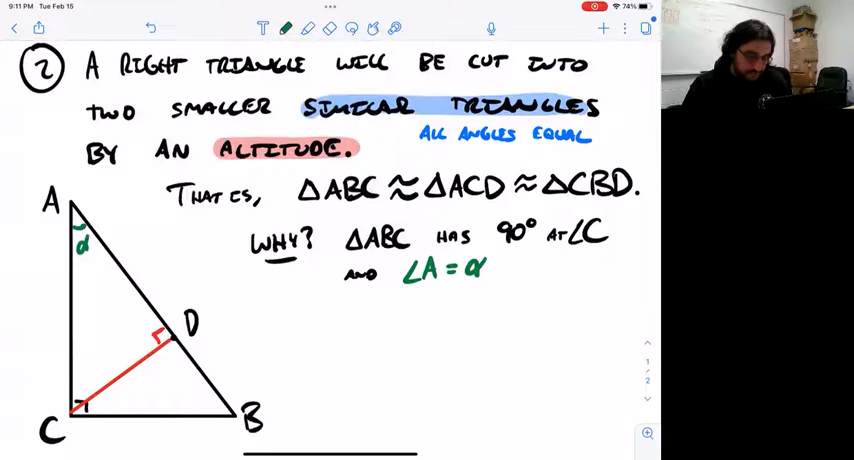 9:11 PM Tue Feb 15
74%
2 A RIGHT TRIANGLE WILL BE CUT INTO
TWO SMALLER SIMILAR TRIANGLES
ALL ANGLES EQUAL
BY AN ALTITUDE.
THAT IS, △ABC ≈ △ACD ≈ △CBD.
WHY? △ABC HAS 90° AT ∠C
AND ∠A = α
A
α
D
C
B
1
2